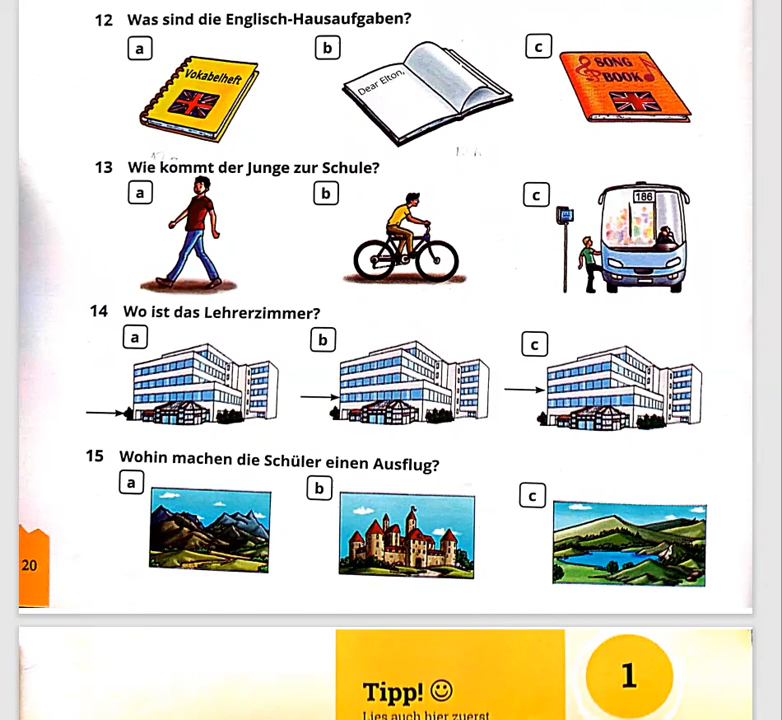 12 Was sind die Englisch-Hausaufgaben?
a
b
c
Vokabelheft
Dear Elton,
SONG
BOOK
13 Wie kommt der Junge zur Schule?
a
b
c
186
14 Wo ist das Lehrerzimmer?
a
b
c
15 Wohin machen die Schüler einen Ausflug?
a
b
c
20
Tipp!
1
Lies auch hier zuerst